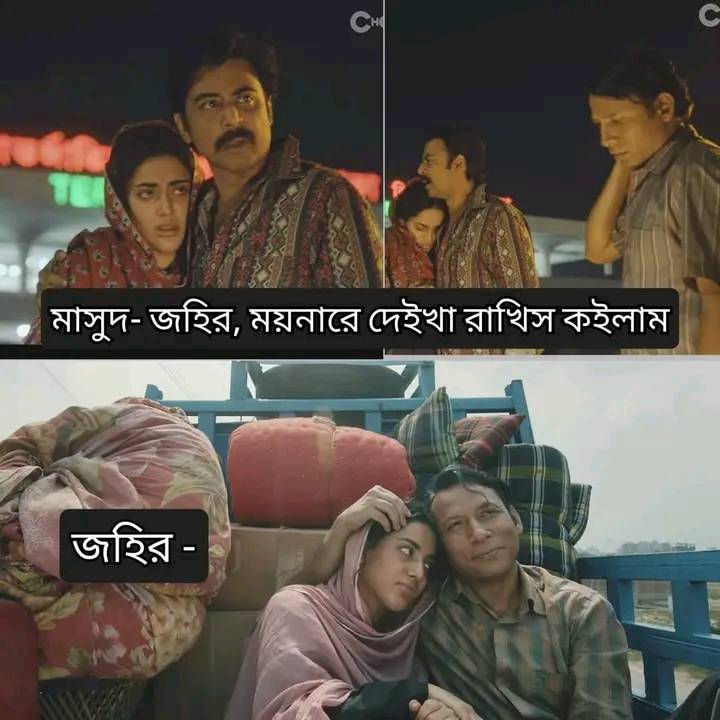 মাসুদ- জহির, ময়নারে দেইখা রাখিস কইলাম
জহির -